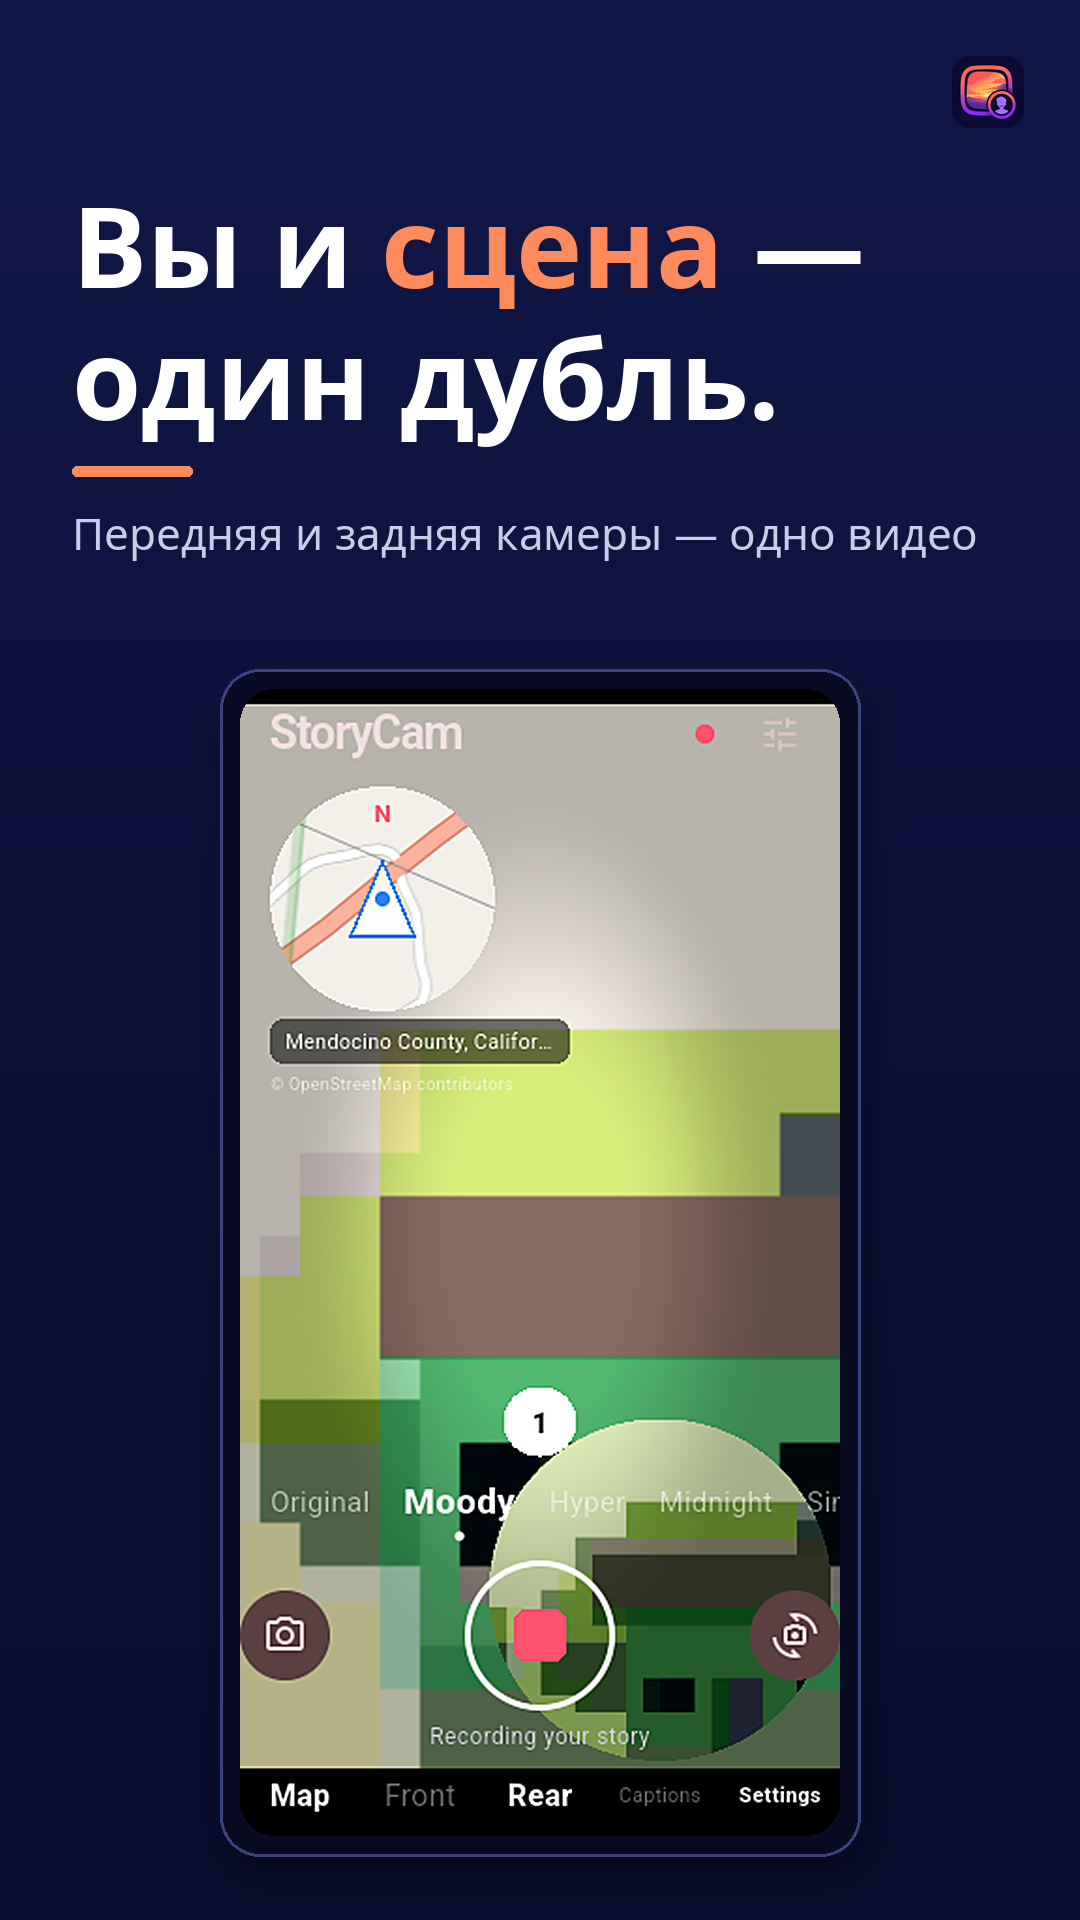 Вы и сцена —
один дубль.
Передняя и задняя камеры — одно видео
StoryCam
N
Mendocino County, Califor...
© OpenStreetMap contributors
1
Original Moody Hyper Midnight
Recording your story
Map Front Rear Captions Settings